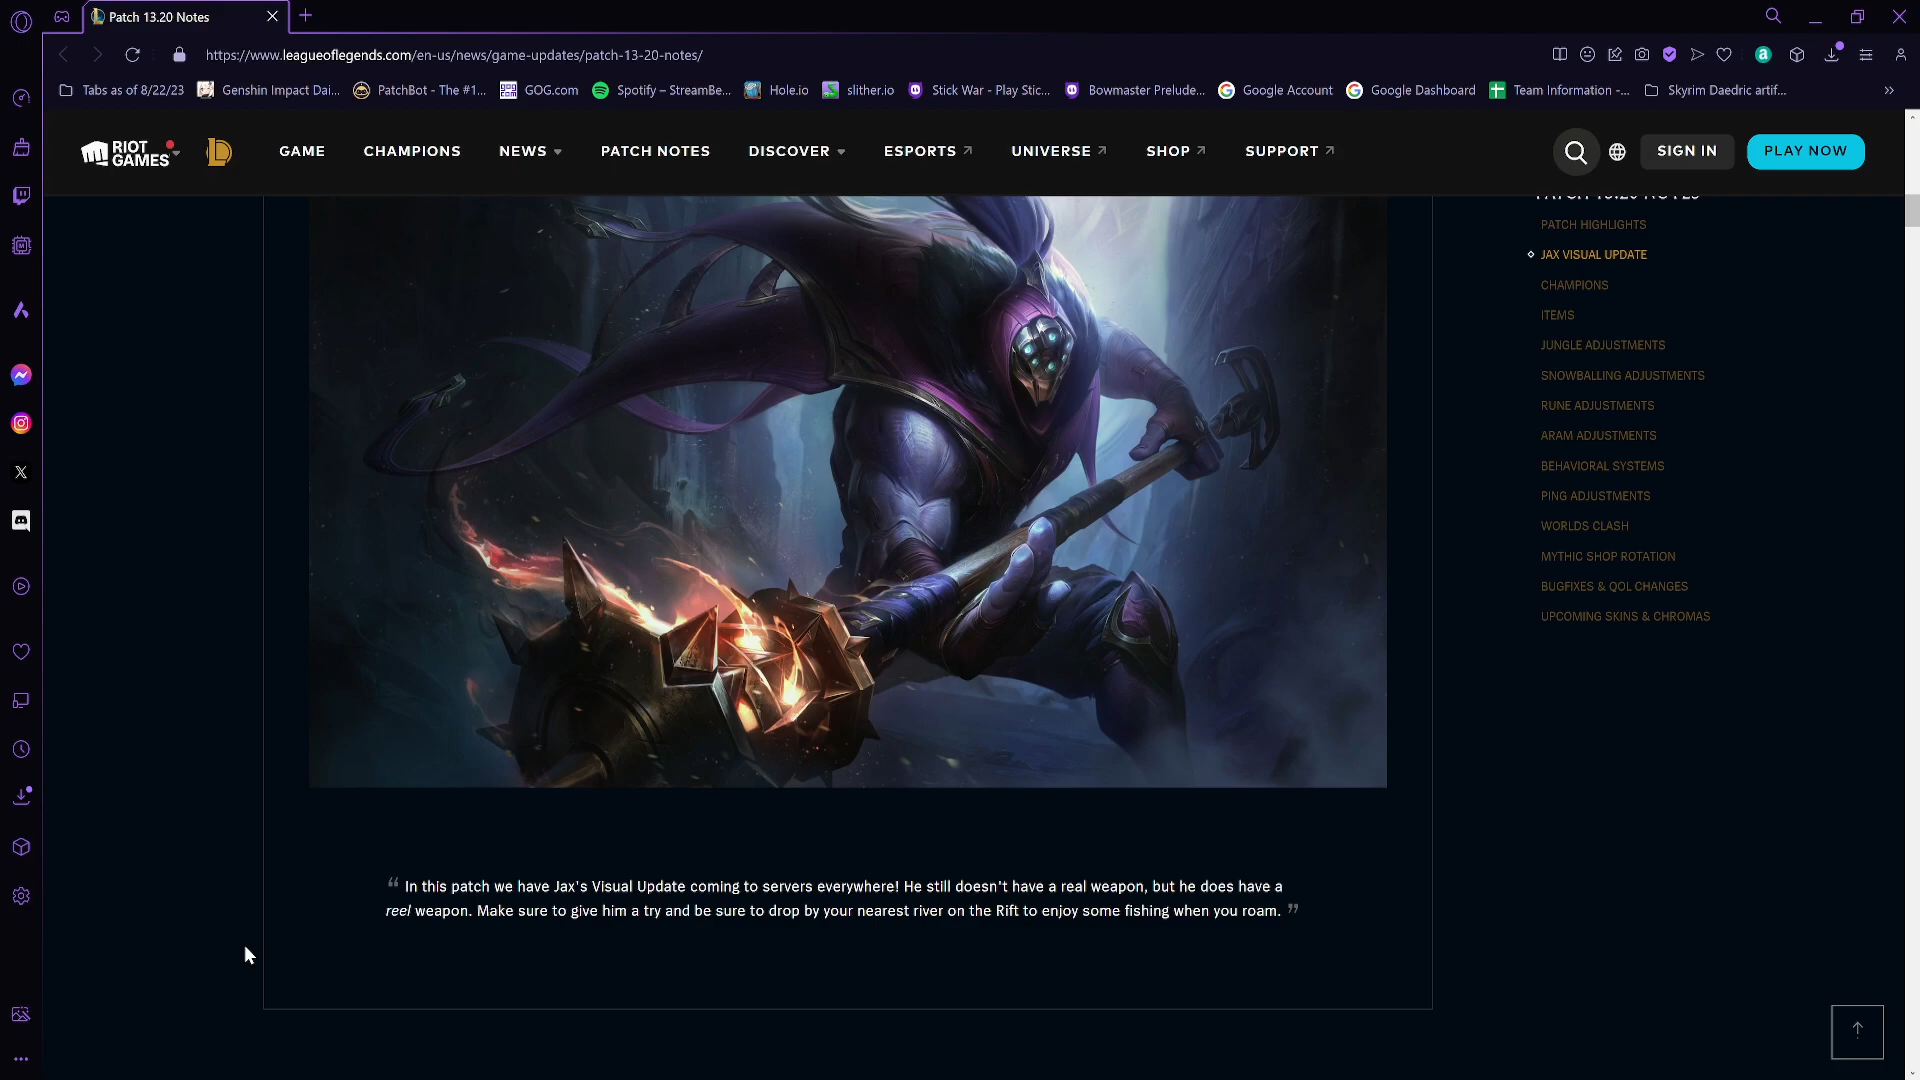 Patch 13.20 Notes
https://www.leagueoflegends.com/en-us/news/game-updates/patch-13-20-notes/
Tabs as of 8/22/23
Genshin Impact Dai...
PatchBot - The #1...
GOG.com
Spotify – StreamBe...
Hole.io
slither.io
Stick War - Play Stic...
Bowmaster Prelude...
Google Account
Google Dashboard
Team Information -...
Skyrim Daedric artif...
RIOT GAMES
GAME
CHAMPIONS
NEWS
PATCH NOTES
DISCOVER
ESPORTS
UNIVERSE
SHOP
SUPPORT
SIGN IN
PLAY NOW
PATCH 13.20 NOTES
PATCH HIGHLIGHTS
JAX VISUAL UPDATE
CHAMPIONS
ITEMS
JUNGLE ADJUSTMENTS
SNOWBALLING ADJUSTMENTS
RUNE ADJUSTMENTS
ARAM ADJUSTMENTS
BEHAVIORAL SYSTEMS
PING ADJUSTMENTS
WORLDS CLASH
MYTHIC SHOP ROTATION
BUGFIXES & QOL CHANGES
UPCOMING SKINS & CHROMAS
“ In this patch we have Jax's Visual Update coming to servers everywhere! He still doesn't have a real weapon, but he does have a
reel weapon. Make sure to give him a try and be sure to drop by your nearest river on the Rift to enjoy some fishing when you roam. ”